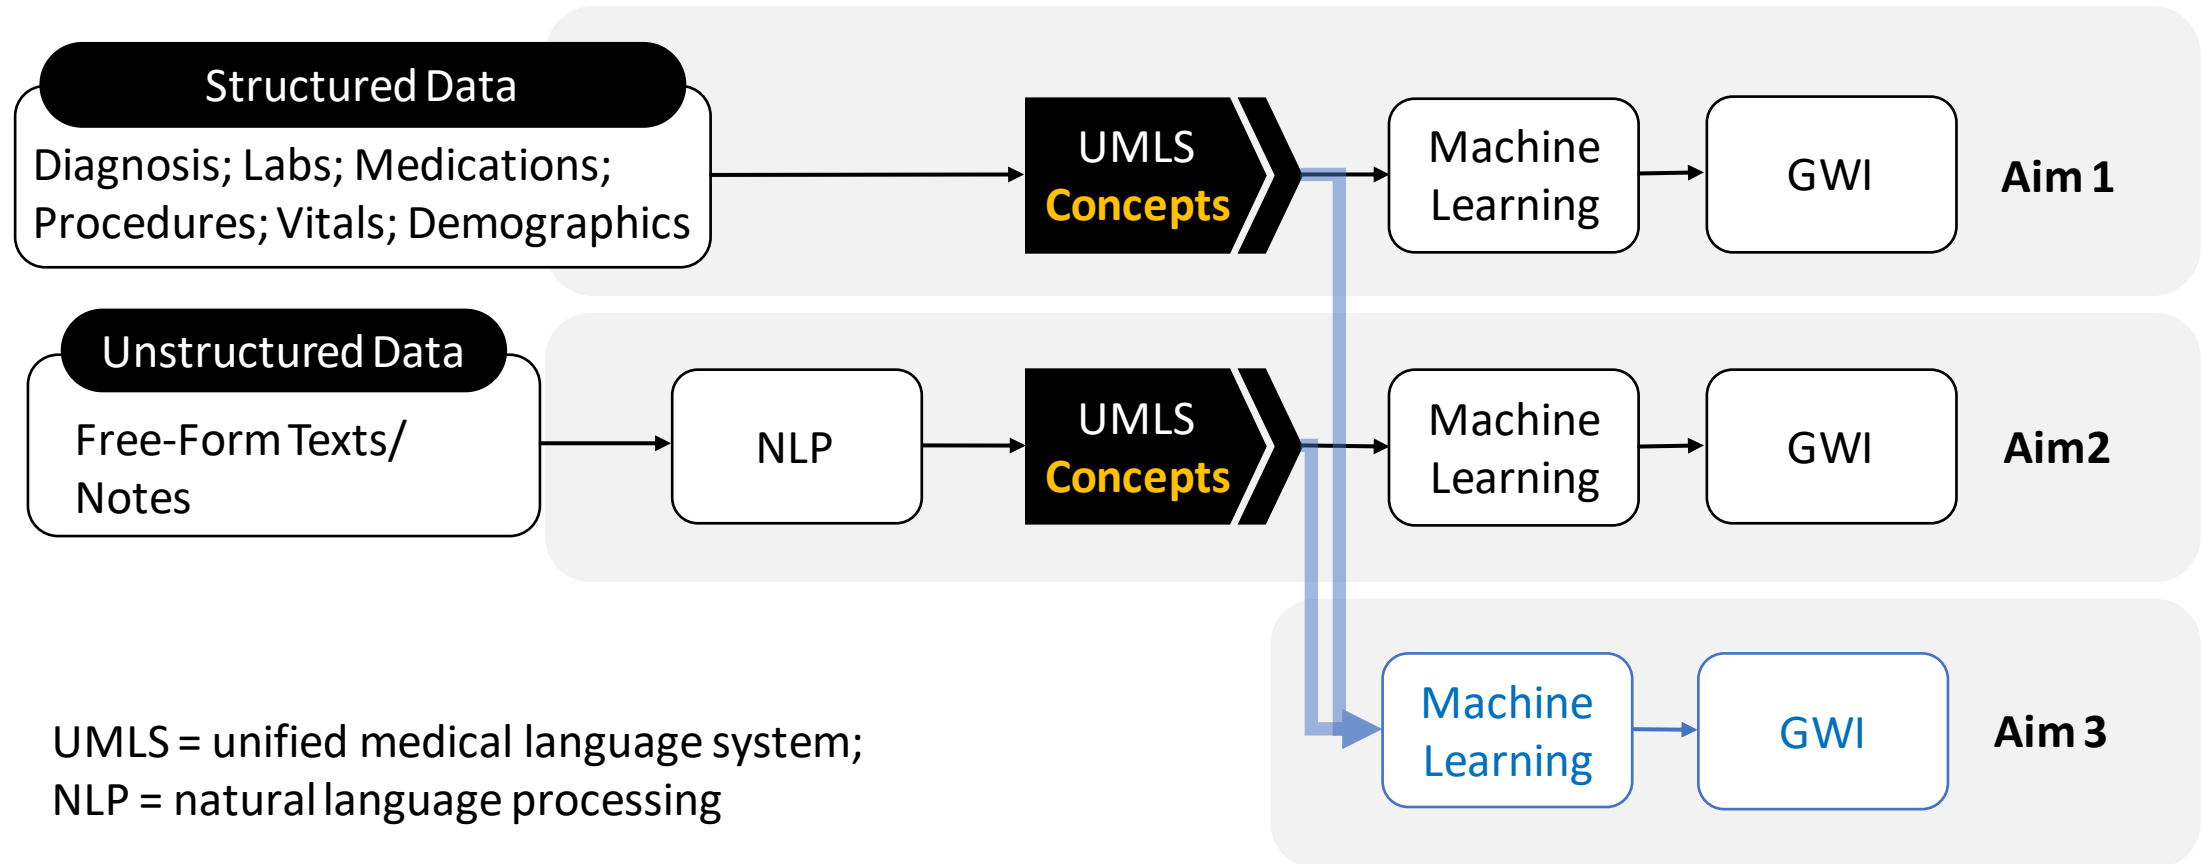 Structured Data
Diagnosis; Labs; Medications;
Procedures; Vitals; Demographics
UMLS
Concepts
Machine
Learning
GWI
Aim 1
Unstructured Data
Free-Form Texts/
Notes
NLP
UMLS
Concepts
Machine
Learning
GWI
Aim2
Machine
Learning
GWI
Aim 3
UMLS = unified medical language system;
NLP = natural language processing